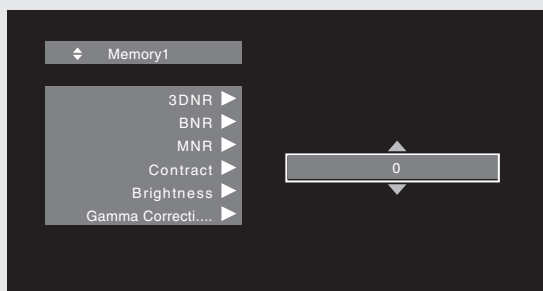 Memory1
3DNR
BNR
MNR
Contract
Brightness
Gamma Correcti....
0